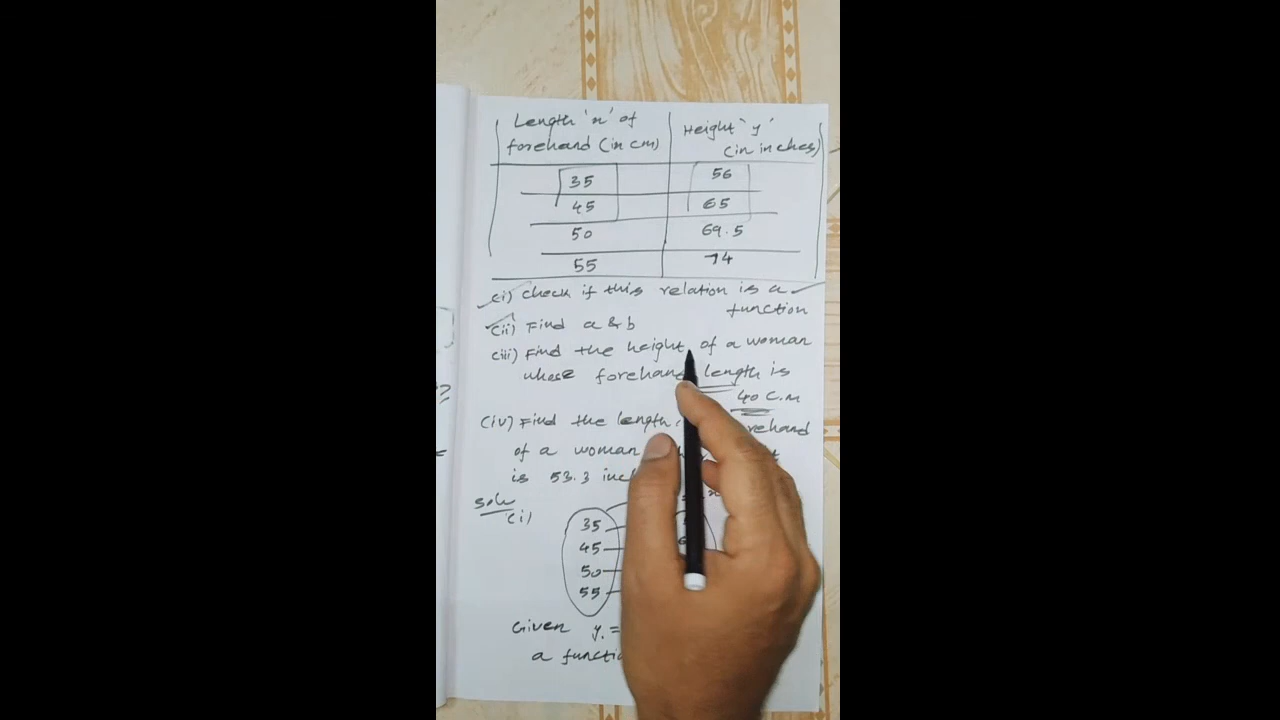 Length 'x' of Height 'y'
forehand (in cm) (in inches)
35 56
45 65
50 69.5
55 74
(i) check if this relation is a
function
(ii) Find a & b
(iii) Find the height of a woman
whose forehand length is
40 C.M
(iv) Find the length rehand
of a woman
is 53.3 inc
Soln
(i)
35
45
50
55
Given y =
a functio